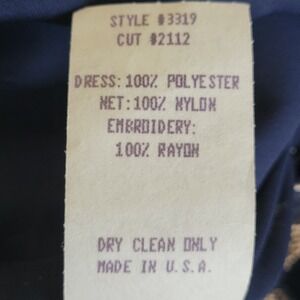 STYLE #3319
CUT #2112
DRESS: 100% POLYESTER
NET: 100% NYLON
EMBROIDERY:
100% RAYON
DRY CLEAN ONLY
MADE IN U.S.A.